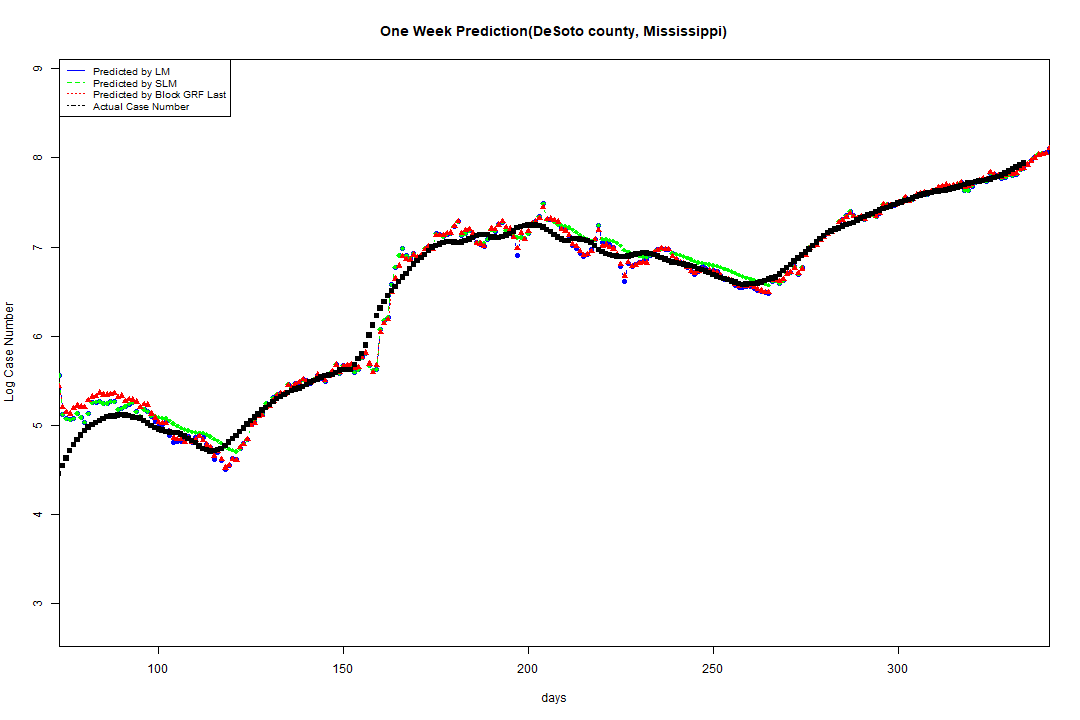 One Week Prediction(DeSoto county, Mississippi)
Predicted by LM
Predicted by SLM
Predicted by Block GRF Last
Actual Case Number
9
8
7
6
5
4
3
Log Case Number
100 150 200 250 300
days